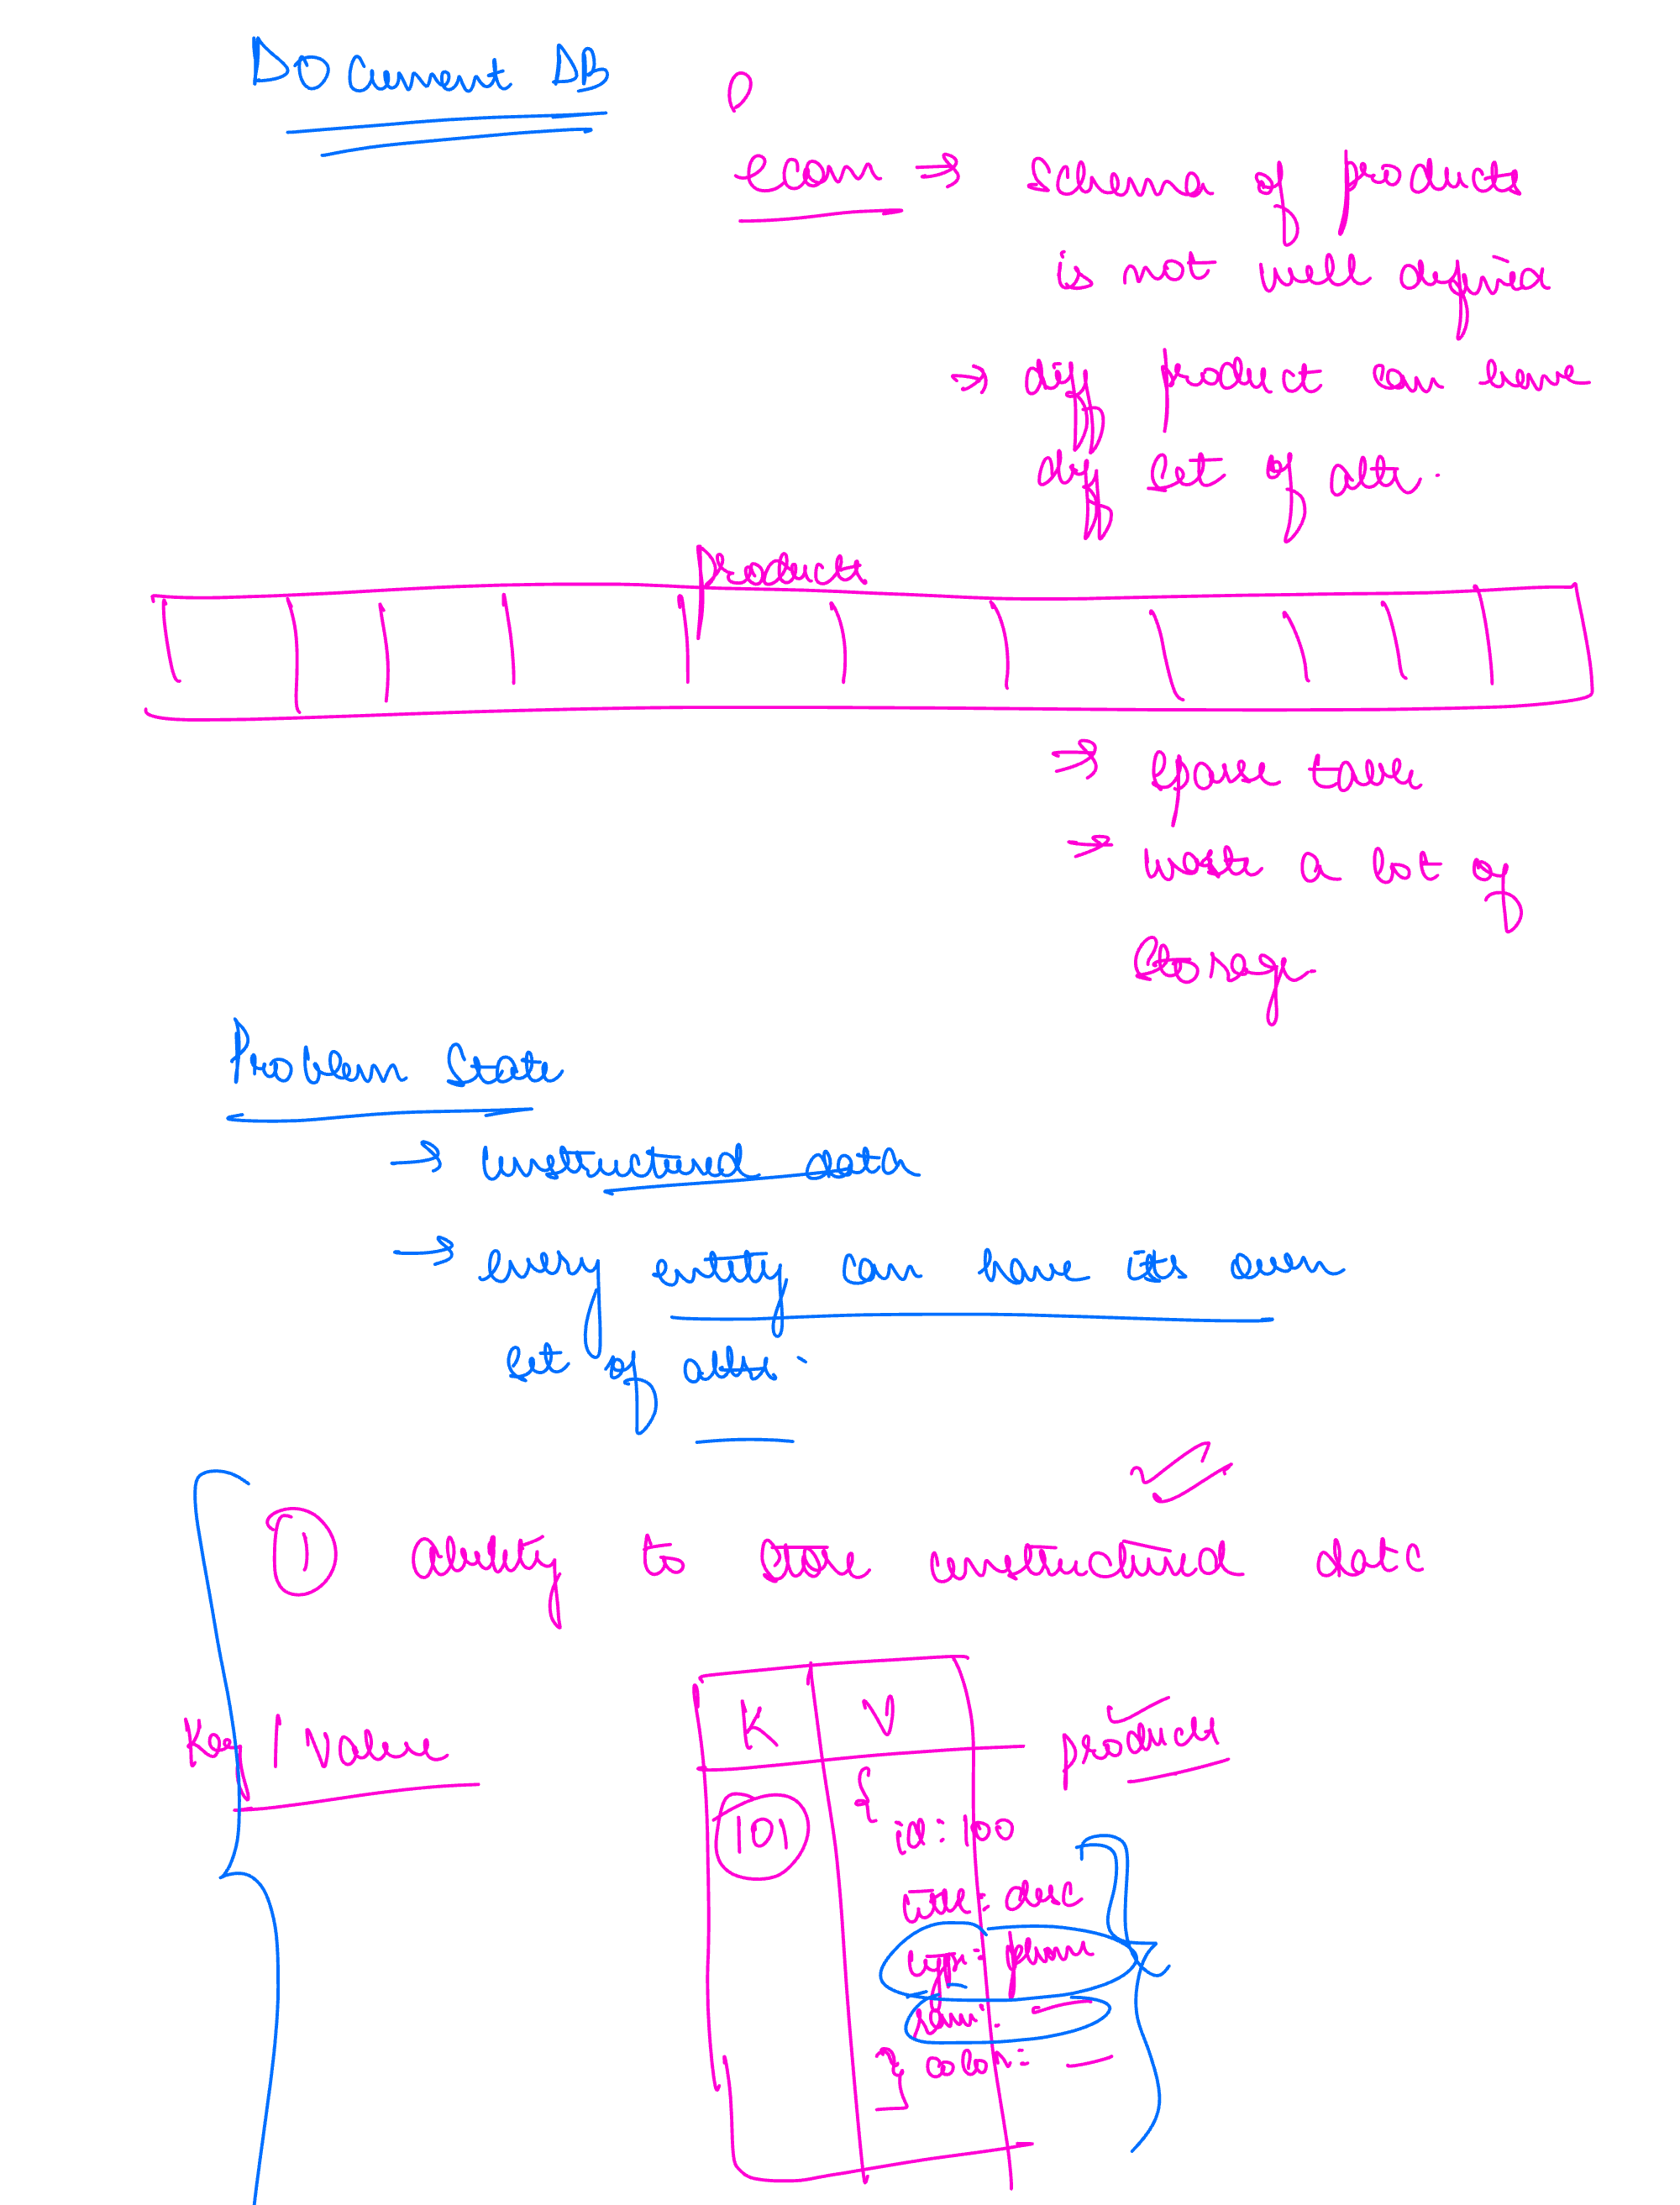 Document DB
ecom ⇒ schema of products
is not well defined
→ diff product can have
diff set of attr.
products
⇒ sparse table
→ waste a lot of
storage
Problem State
→ unstructured data
→ every entity can have its own
set of attr.
① ability to store unstructured data
Key / Value
K V products
101 {
id: 100
title: desc
type: phone
color: —
}